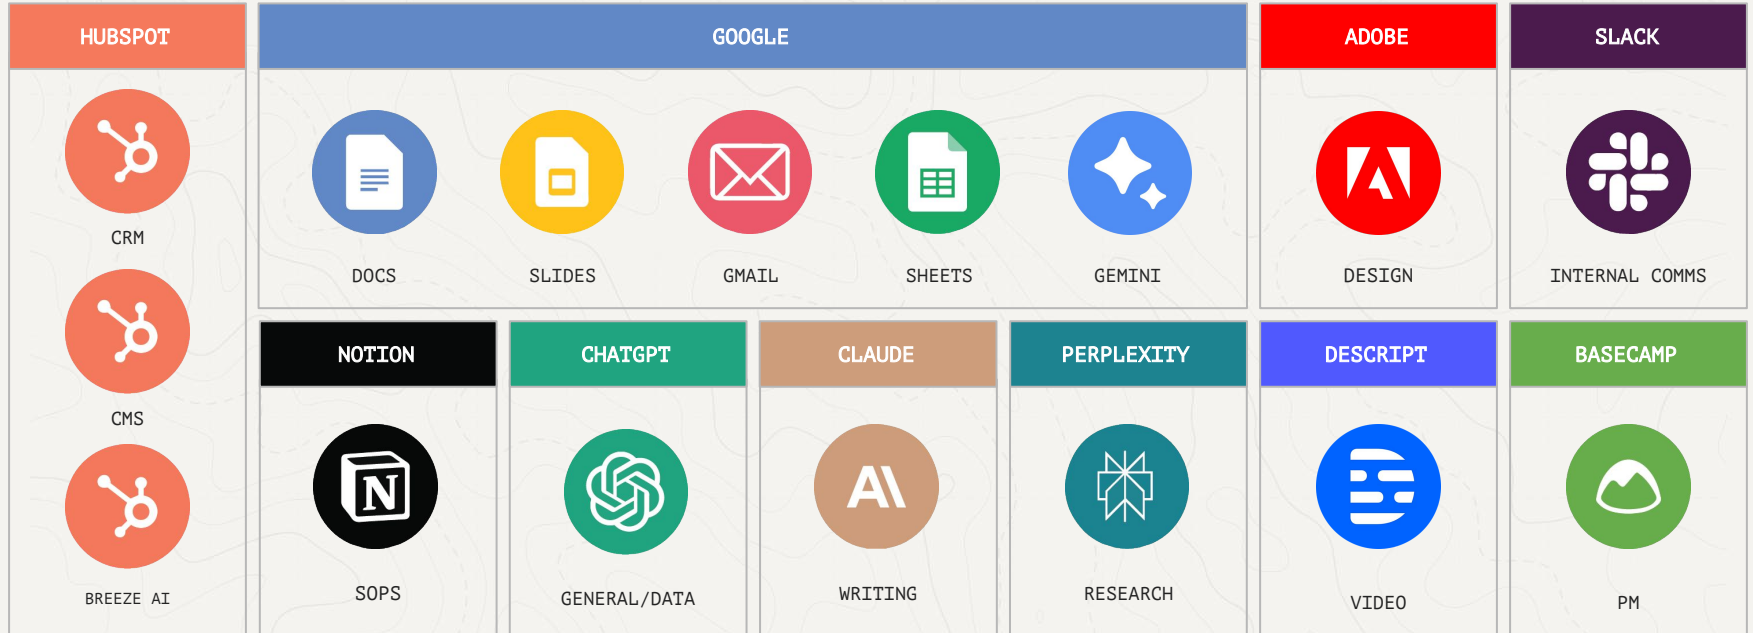 HUBSPOT
CRM
CMS
BREEZE AI
GOOGLE
DOCS
SLIDES
GMAIL
SHEETS
GEMINI
ADOBE
DESIGN
SLACK
INTERNAL COMMS
NOTION
N
SOPS
CHATGPT
GENERAL/DATA
CLAUDE
AI
WRITING
PERPLEXITY
RESEARCH
DESCRIPT
VIDEO
BASECAMP
PM